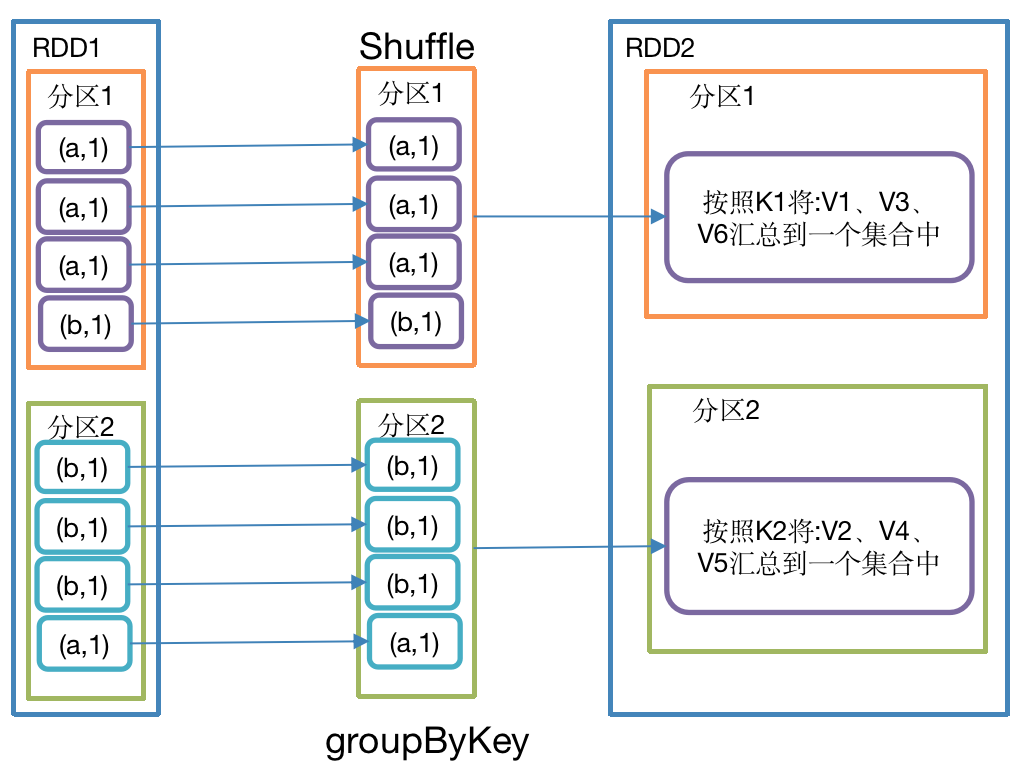 RDD1
分区1
(a,1)
(a,1)
(a,1)
(b,1)
分区2
(b,1)
(b,1)
(b,1)
(a,1)
Shuffle
分区1
(a,1)
(a,1)
(a,1)
(b,1)
分区2
(b,1)
(b,1)
(b,1)
(a,1)
groupByKey
RDD2
分区1
按照K1将:V1、V3、
V6汇总到一个集合中
分区2
按照K2将:V2、V4、
V5汇总到一个集合中